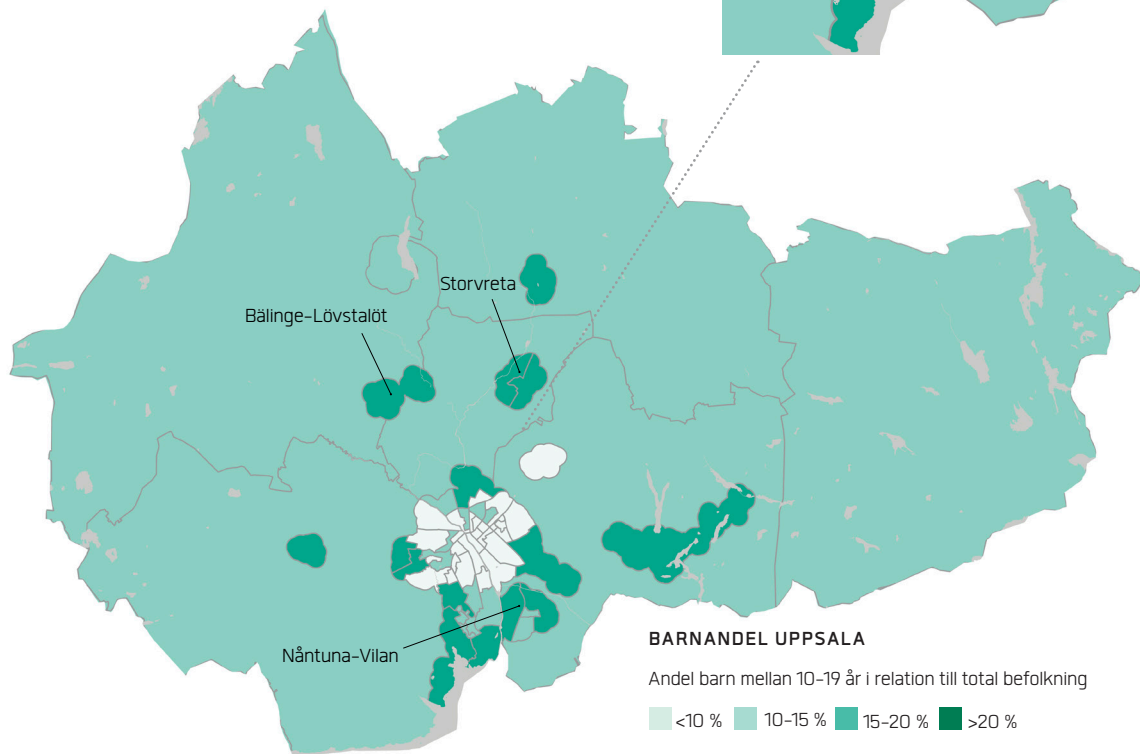 Storvreta
Bälinge-Lövstalöt
Nåntuna-Vilan
BARNANDEL UPPSALA
Andel barn mellan 10-19 år i relation till total befolkning
<10 % 10-15 % 15-20 % >20 %